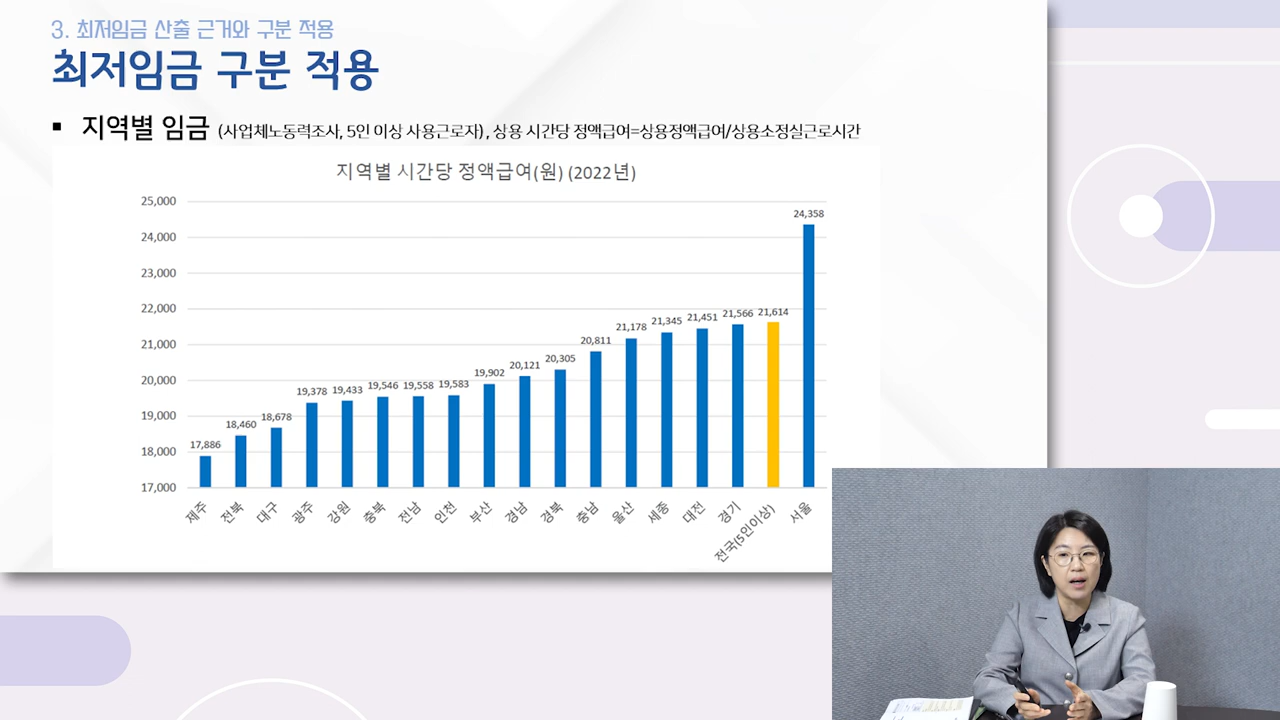 3. 최저임금 산출 근거와 구분 적용
최저임금 구분 적용
▪ 지역별 임금 (사업체노동력조사, 5인 이상 사용근로자) , 상용 시간당 정액급여=상용정액급여/상용소정실근로시간
지역별 시간당 정액급여(원) (2022년)
25,000
24,000
23,000
22,000
21,000
20,000
19,000
18,000
17,000
17,886
18,460
18,678
19,378
19,433
19,546
19,558
19,583
19,902
20,121
20,305
20,811
21,178
21,345
21,451
21,566
21,614
24,358
제주
전북
대구
광주
강원
충북
전남
인천
부산
경남
경북
충남
울산
세종
대전
경기
전국(5인이상)
서울